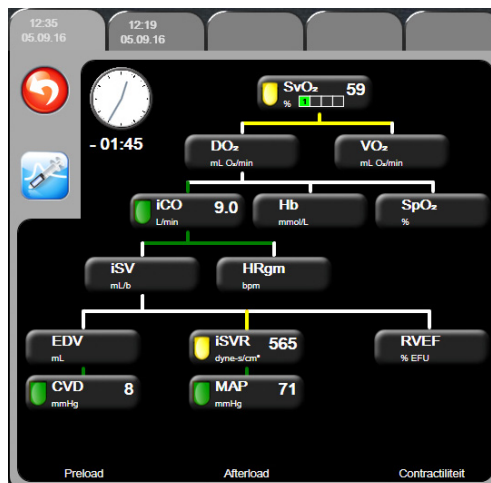 12:35
05.09.16
12:19
05.09.16
- 01:45
SvO₂ 59
% 1
DO₂
mL O₂/min
VO₂
mL O₂/min
iCO 9.0
L/min
Hb
mmol/L
SpO₂
%
iSV
mL/b
HRgm
bpm
EDV
mL
iSVR 565
dyne-s/cm⁵
RVEF
% EFU
CVD 8
mmHg
MAP 71
mmHg
Preload Afterload Contractiliteit